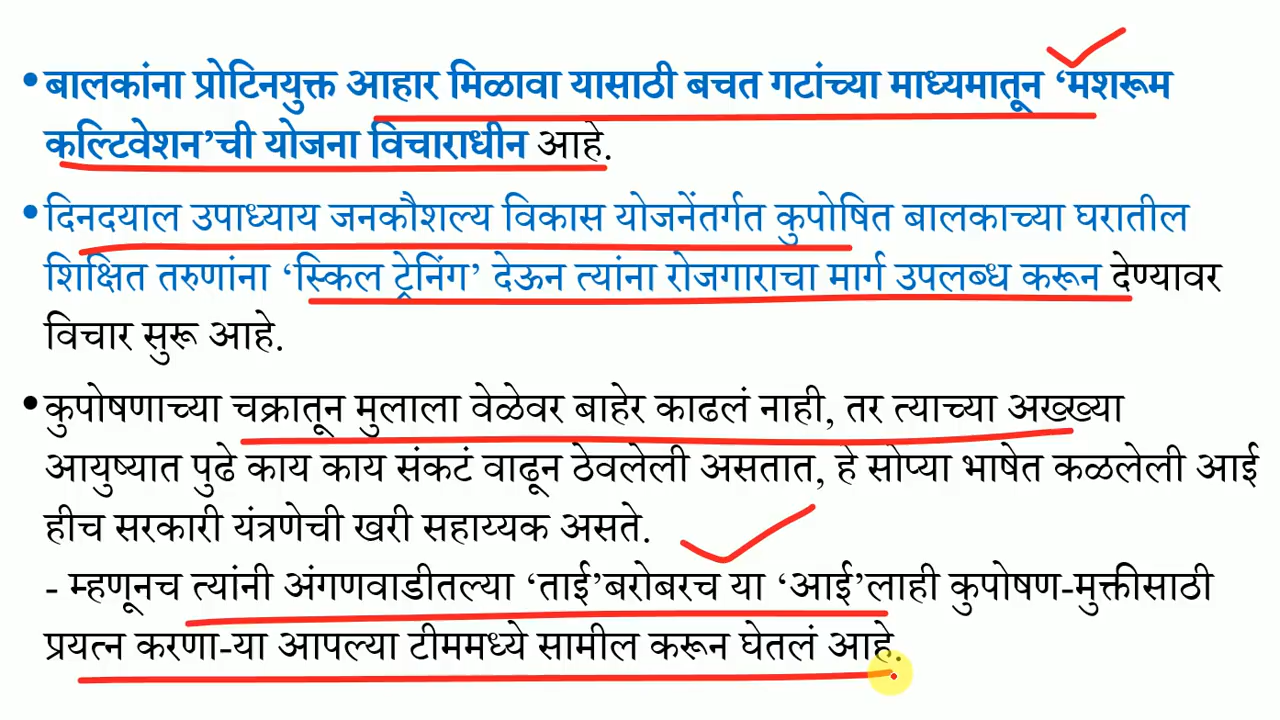 • बालकांना प्रोटिनयुक्त आहार मिळावा यासाठी बचत गटांच्या माध्यमातून ‘मशरूम
कल्टिवेशन’ची योजना विचाराधीन आहे.
• दिनदयाल उपाध्याय जनकौशल्य विकास योजनेंतर्गत कुपोषित बालकाच्या घरातील
शिक्षित तरुणांना ‘स्किल ट्रेनिंग’ देऊन त्यांना रोजगाराचा मार्ग उपलब्ध करून देण्यावर
विचार सुरू आहे.
• कुपोषणाच्या चक्रातून मुलाला वेळेवर बाहेर काढलं नाही, तर त्याच्या अख्ख्या
आयुष्यात पुढे काय काय संकटं वाढून ठेवलेली असतात, हे सोप्या भाषेत कळलेली आई
हीच सरकारी यंत्रणेची खरी सहाय्यक असते.
- म्हणूनच त्यांनी अंगणवाडीतल्या ‘ताई’बरोबरच या ‘आई’लाही कुपोषण-मुक्तीसाठी
प्रयत्न करणा-या आपल्या टीममध्ये सामील करून घेतलं आहे.